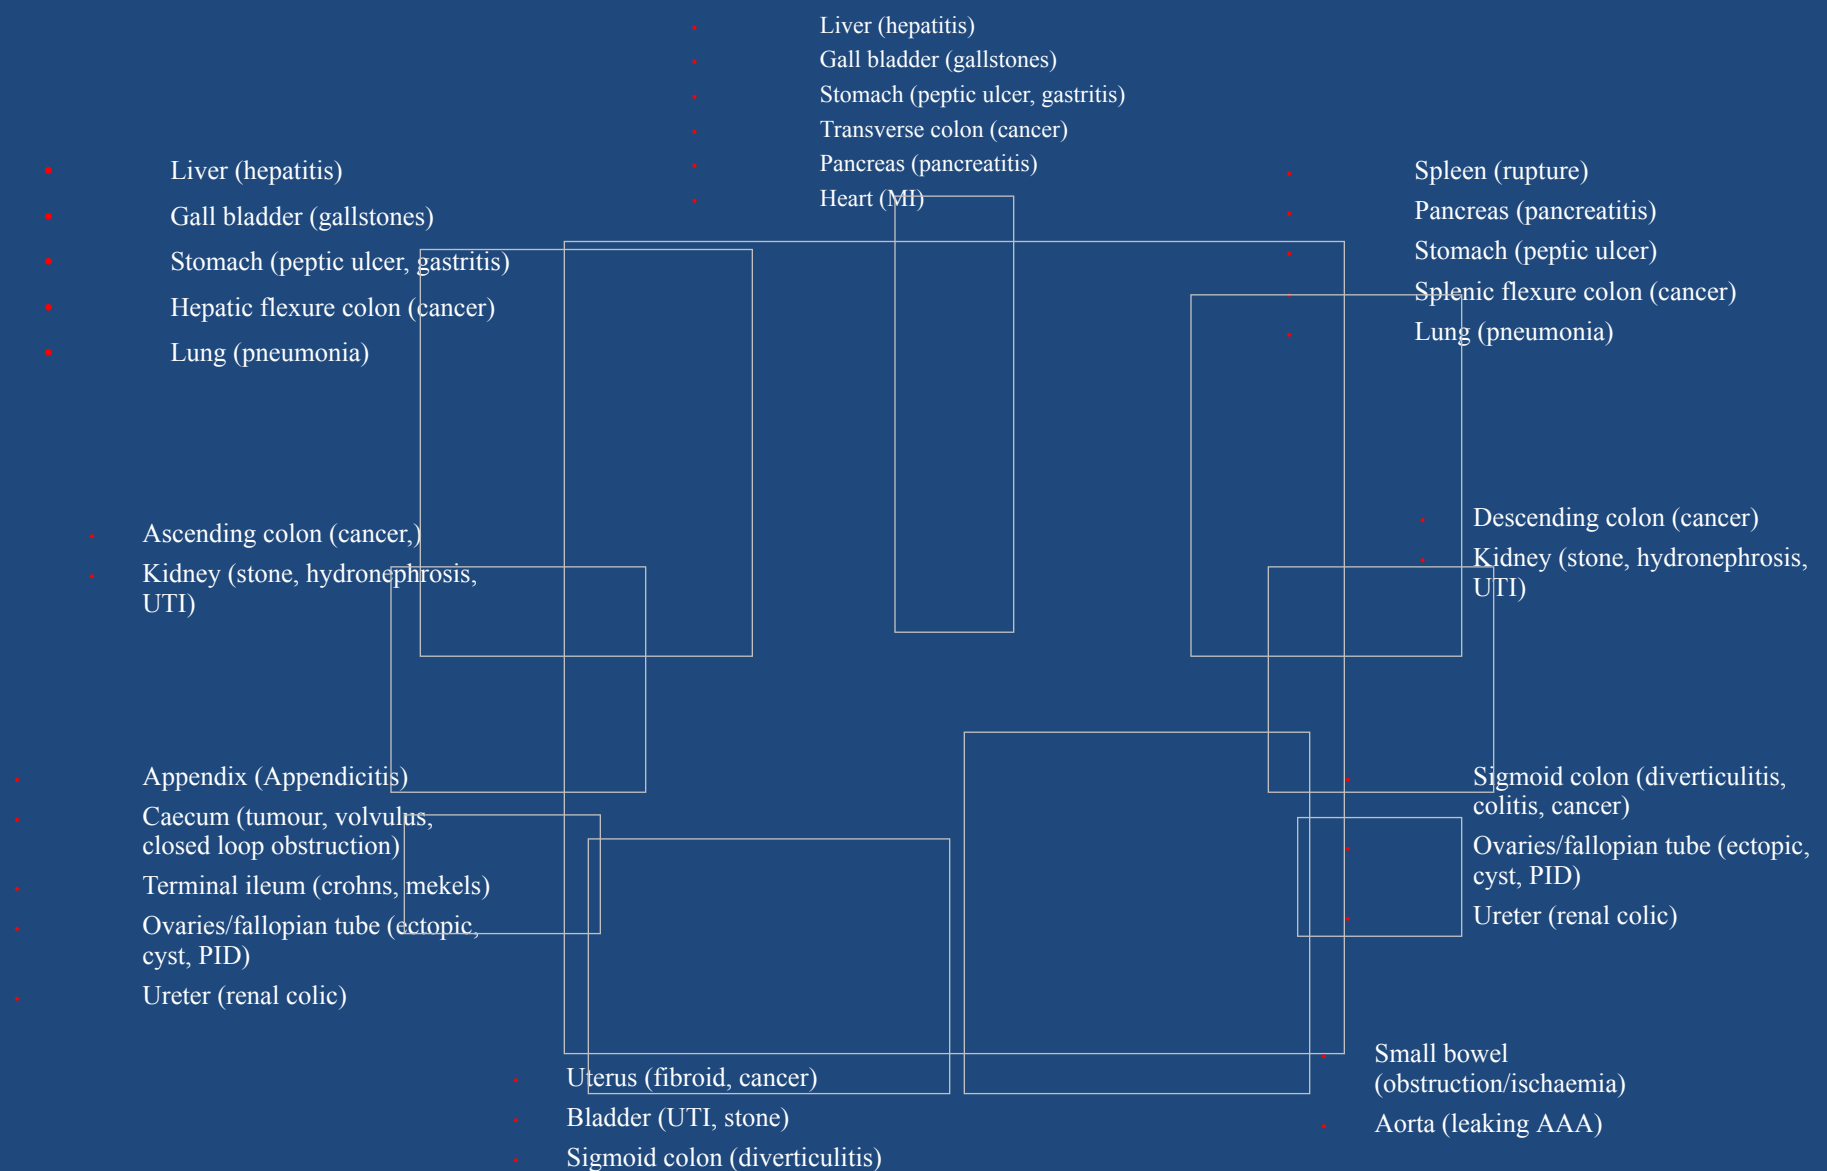 Liver (hepatitis)
Gall bladder (gallstones)
Stomach (peptic ulcer, gastritis)
Transverse colon (cancer)
Pancreas (pancreatitis)
Heart (MI)
Liver (hepatitis)
Gall bladder (gallstones)
Stomach (peptic ulcer, gastritis)
Hepatic flexure colon (cancer)
Lung (pneumonia)
Spleen (rupture)
Pancreas (pancreatitis)
Stomach (peptic ulcer)
Splenic flexure colon (cancer)
Lung (pneumonia)
Ascending colon (cancer,)
Kidney (stone, hydronephrosis,
UTI)
Descending colon (cancer)
Kidney (stone, hydronephrosis,
UTI)
Appendix (Appendicitis)
Caecum (tumour, volvulus,
closed loop obstruction)
Terminal ileum (crohns, mekels)
Ovaries/fallopian tube (ectopic,
cyst, PID)
Ureter (renal colic)
Sigmoid colon (diverticulitis,
colitis, cancer)
Ovaries/fallopian tube (ectopic,
cyst, PID)
Ureter (renal colic)
Uterus (fibroid, cancer)
Bladder (UTI, stone)
Sigmoid colon (diverticulitis)
Small bowel
(obstruction/ischaemia)
Aorta (leaking AAA)